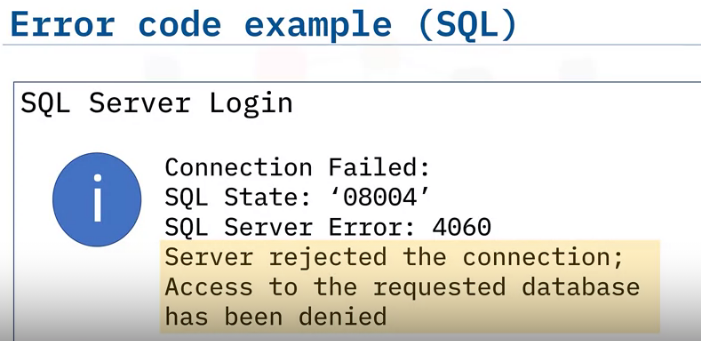 Error code example (SQL)
SQL Server Login
i
Connection Failed:
SQL State: ‘08004’
SQL Server Error: 4060
Server rejected the connection;
Access to the requested database
has been denied